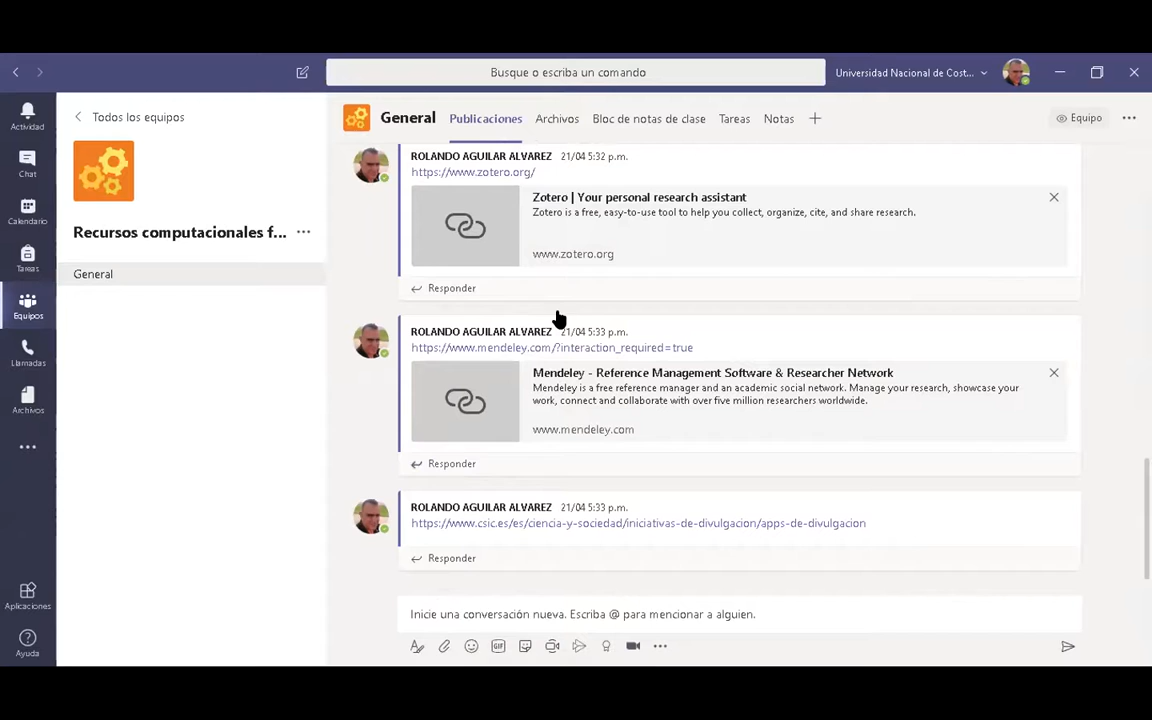 Busque o escriba un comando
Universidad Nacional de Cost...
Actividad
Chat
Calendario
Tareas
Equipos
Llamadas
Archivos
Aplicaciones
Ayuda
Todos los equipos
Recursos computacionales f...
General
General
Publicaciones
Archivos
Bloc de notas de clase
Tareas
Notas
Equipo
ROLANDO AGUILAR ALVAREZ 21/04 5:32 p.m.
https://www.zotero.org/
Zotero | Your personal research assistant
Zotero is a free, easy-to-use tool to help you collect, organize, cite, and share research.
www.zotero.org
Responder
ROLANDO AGUILAR ALVAREZ 21/04 5:33 p.m.
https://www.mendeley.com/?interaction_required=true
Mendeley - Reference Management Software & Researcher Network
Mendeley is a free reference manager and an academic social network. Manage your research, showcase your
work, connect and collaborate with over five million researchers worldwide.
www.mendeley.com
Responder
ROLANDO AGUILAR ALVAREZ 21/04 5:33 p.m.
https://www.csic.es/es/ciencia-y-sociedad/iniciativas-de-divulgacion/apps-de-divulgacion
Responder
Inicie una conversación nueva. Escriba @ para mencionar a alguien.
GIF